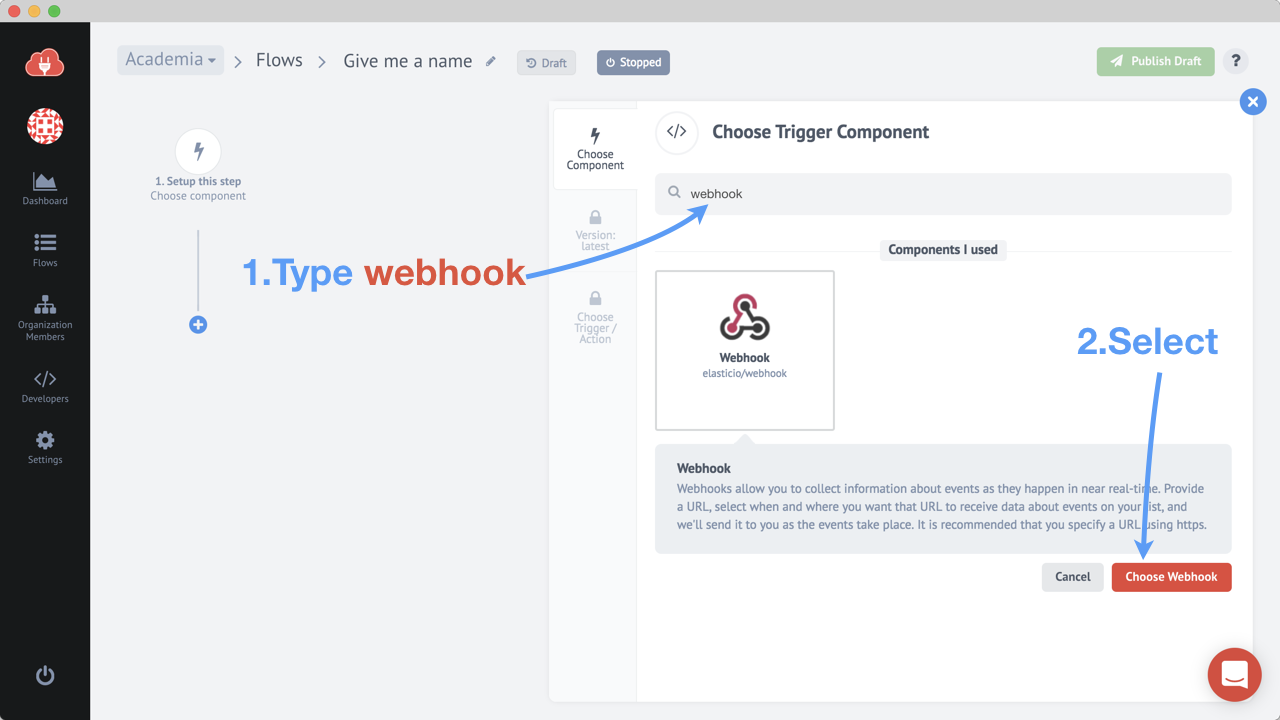 Academia
Flows
Give me a name
Draft
Stopped
Publish Draft
?
Dashboard
Flows
Organization
Members
Developers
Settings
1. Setup this step
Choose component
Choose
Component
Version:
latest
Choose
Trigger /
Action
</> Choose Trigger Component
webhook
1.Type webhook
Components I used
Webhook
elasticio/webhook
2.Select
Webhook
Webhooks allow you to collect information about events as they happen in near real-time. Provide
a URL, select when and where you want that URL to receive data about events on your list, and
we'll send it to you as the events take place. It is recommended that you specify a URL using https.
Cancel
Choose Webhook